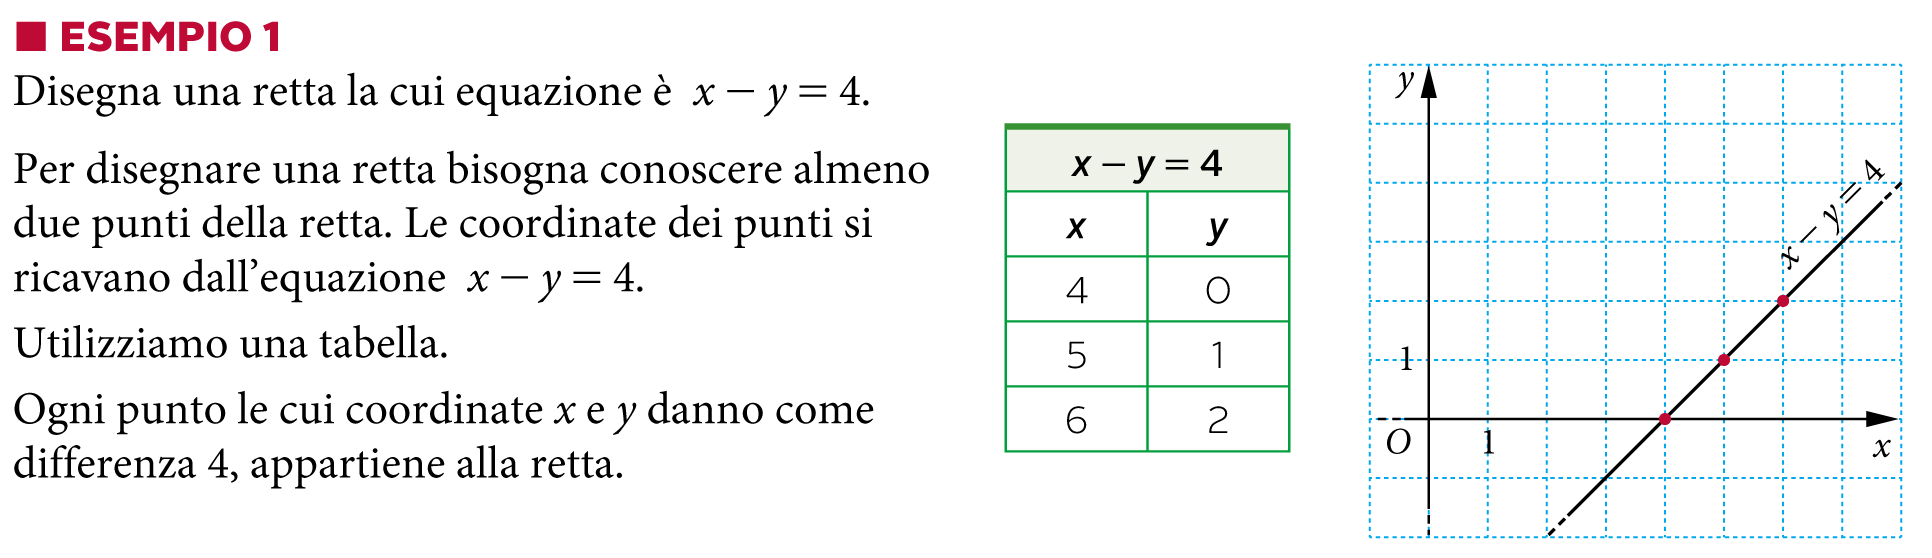 ■ ESEMPIO 1
Disegna una retta la cui equazione è x − y = 4.
Per disegnare una retta bisogna conoscere almeno
due punti della retta. Le coordinate dei punti si
ricavano dall’equazione x − y = 4.
Utilizziamo una tabella.
Ogni punto le cui coordinate x e y danno come
differenza 4, appartiene alla retta.
x − y = 4
x y
4 0
5 1
6 2
y
x − y = 4
1
O 1 x